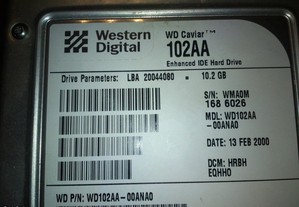 Western Digital
WD Caiver™
102AA
Enhanced IDE Hard Drive
Drive Parameters: LBA 20044080 • 10.2 GB
S/N: WMA0M 168 6026
MDL: WD102AA -00ANA0
DATE: 13 FEB 2000
DCM: HRBH EQHHO
WD P/N: WD102AA-00ANA0